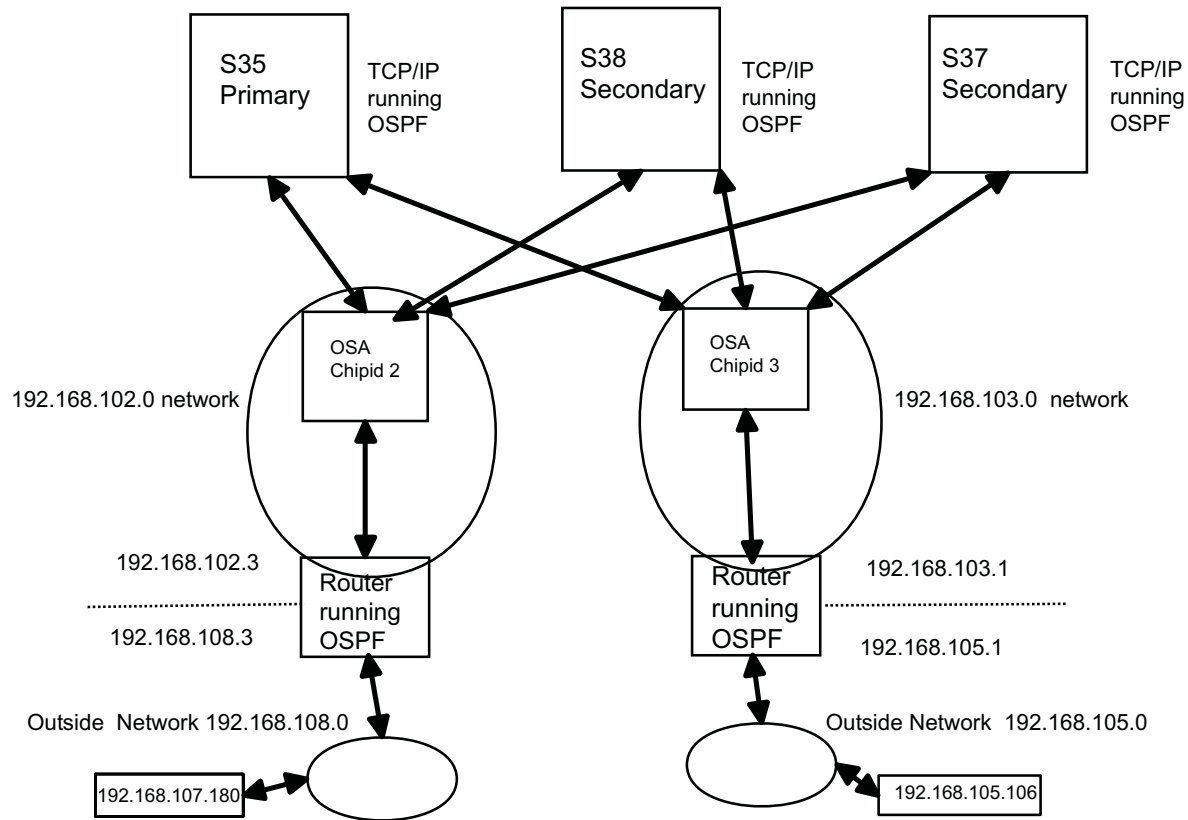 S35
Primary
TCP/IP
running
OSPF
S38
Secondary
TCP/IP
running
OSPF
S37
Secondary
TCP/IP
running
OSPF
OSA
Chipid 2
OSA
Chipid 3
192.168.102.0 network
192.168.103.0 network
192.168.102.3
192.168.108.3
Router
running
OSPF
Router
running
OSPF
192.168.103.1
192.168.105.1
Outside Network 192.168.108.0
Outside Network 192.168.105.0
192.168.107.180
192.168.105.106